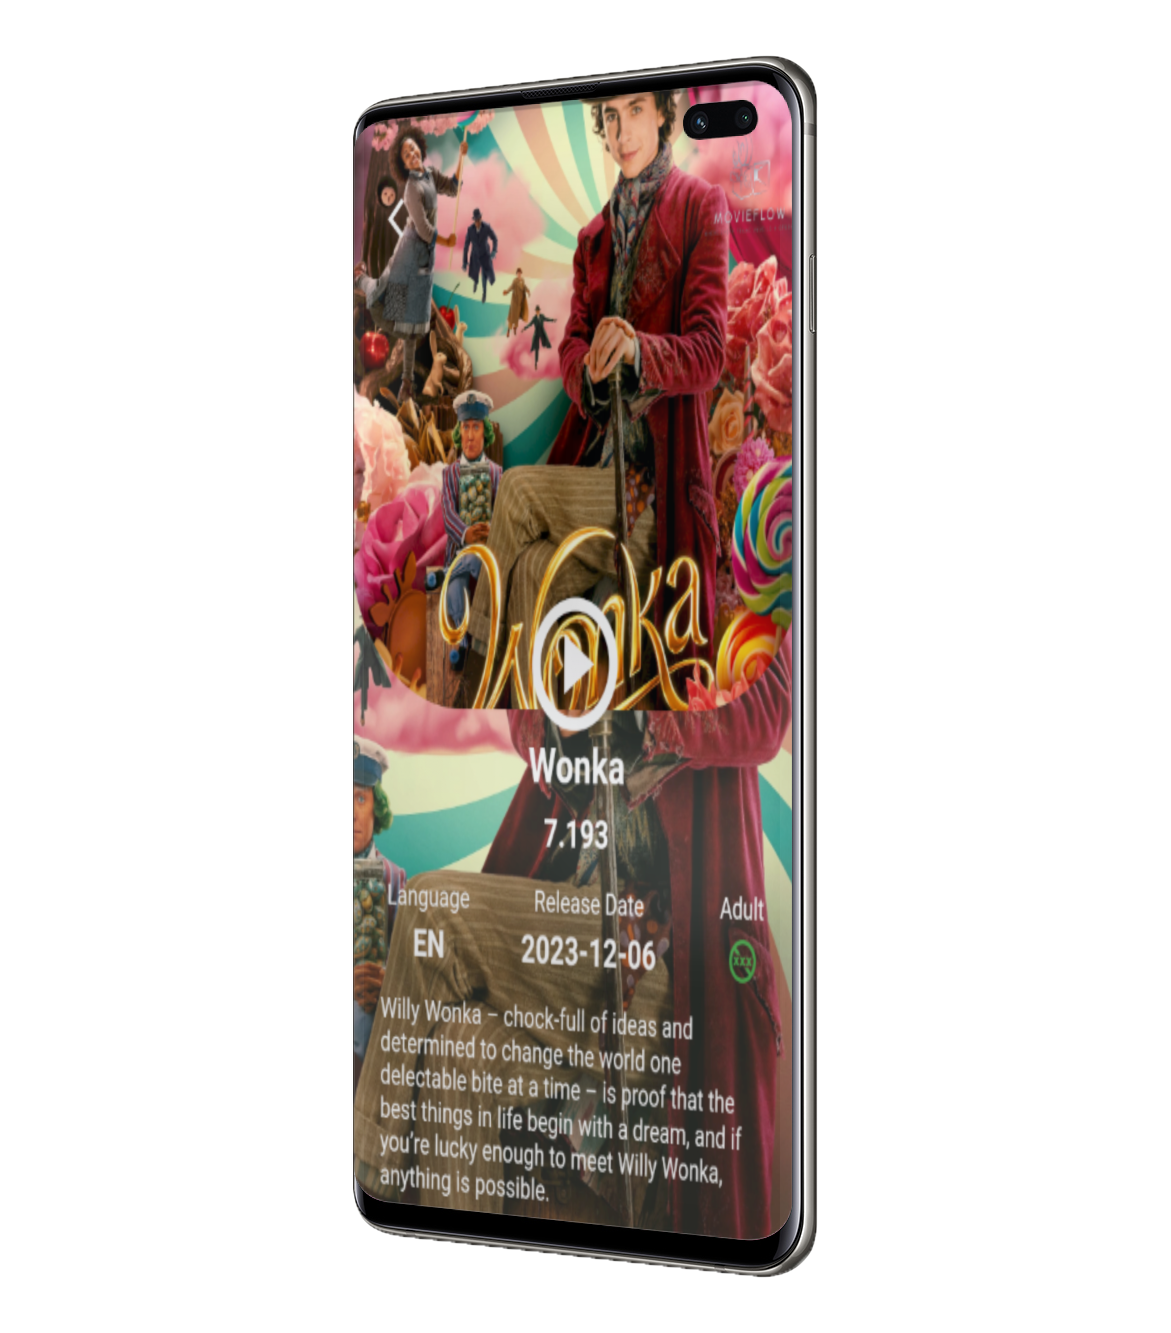 MOVIEFLOW
Wonka
Wonka
7.193
Language Release Date Adult
EN 2023-12-06 xxx
Willy Wonka – chock-full of ideas and
determined to change the world one
delectable bite at a time – is proof that the
best things in life begin with a dream, and if
you're lucky enough to meet Willy Wonka,
anything is possible.